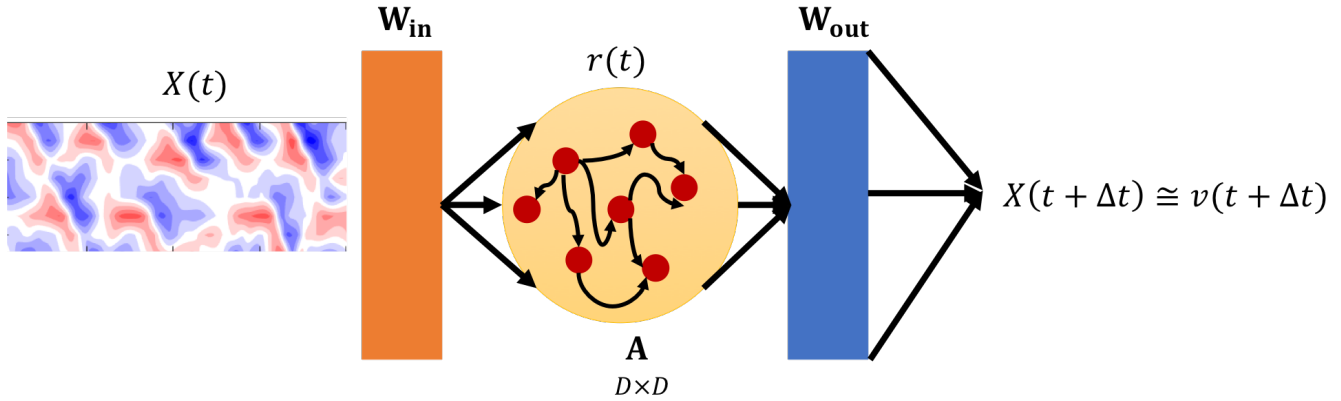 X(t)
W_in
r(t)
A
D×D
W_out
X(t + Δt) ≅ v(t + Δt)